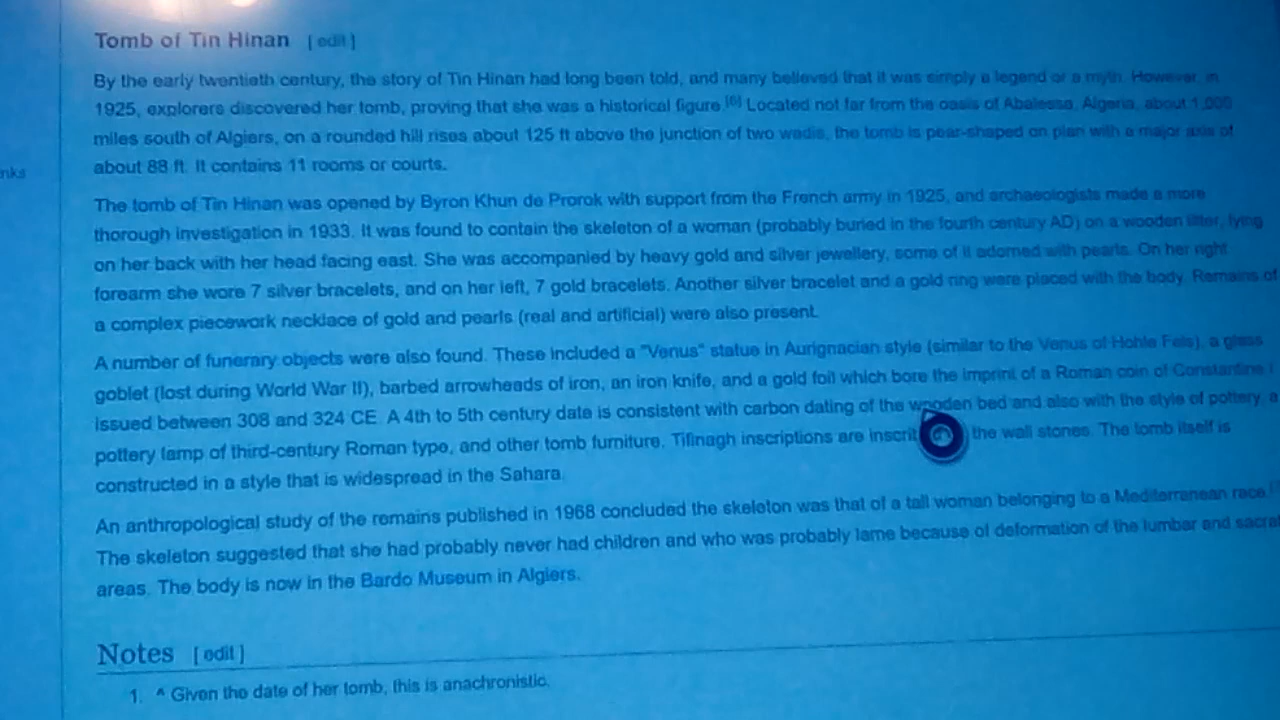 Tomb of Tin Hinan [ edit ]
By the early twentieth century, the story of Tin Hinan had long been told, and many believed that it was simply a legend or a myth. However, in
1925, explorers discovered her tomb, proving that she was a historical figure.[6] Located not far from the oasis of Abalessa, Algeria, about 1,000
miles south of Algiers, on a rounded hill rises about 125 ft above the junction of two wadis, the tomb is pear-shaped on plan with a major axis of
nks
about 88 ft. It contains 11 rooms or courts.
The tomb of Tin Hinan was opened by Byron Khun de Prorok with support from the French army in 1925, and archaeologists made a more
thorough investigation in 1933. It was found to contain the skeleton of a woman (probably buried in the fourth century AD) on a wooden litter, lying
on her back with her head facing east. She was accompanied by heavy gold and silver jewellery, some of it adorned with pearls. On her right
forearm she wore 7 silver bracelets, and on her left, 7 gold bracelets. Another silver bracelet and a gold ring were placed with the body. Remains of
a complex piecework necklace of gold and pearls (real and artificial) were also present.
A number of funerary objects were also found. These included a "Venus" statue in Aurignacian style (similar to the Venus of Hohle Fels), a glass
goblet (lost during World War II), barbed arrowheads of iron, an iron knife, and a gold foil which bore the imprint of a Roman coin of Constantine I
issued between 308 and 324 CE. A 4th to 5th century date is consistent with carbon dating of the wooden bed and also with the style of pottery, a
pottery lamp of third-century Roman type, and other tomb furniture. Tifinagh inscriptions are the wall stones. The tomb itself is
constructed in a style that is widespread in the Sahara.
An anthropological study of the remains published in 1968 concluded the skeleton was that of a tall woman belonging to a Mediterranean race.
The skeleton suggested that she had probably never had children and who was probably lame because of deformation of the lumbar and sacral
areas. The body is now in the Bardo Museum in Algiers.
Notes [ edit ]
1. ^ Given the date of her tomb, this is anachronistic.